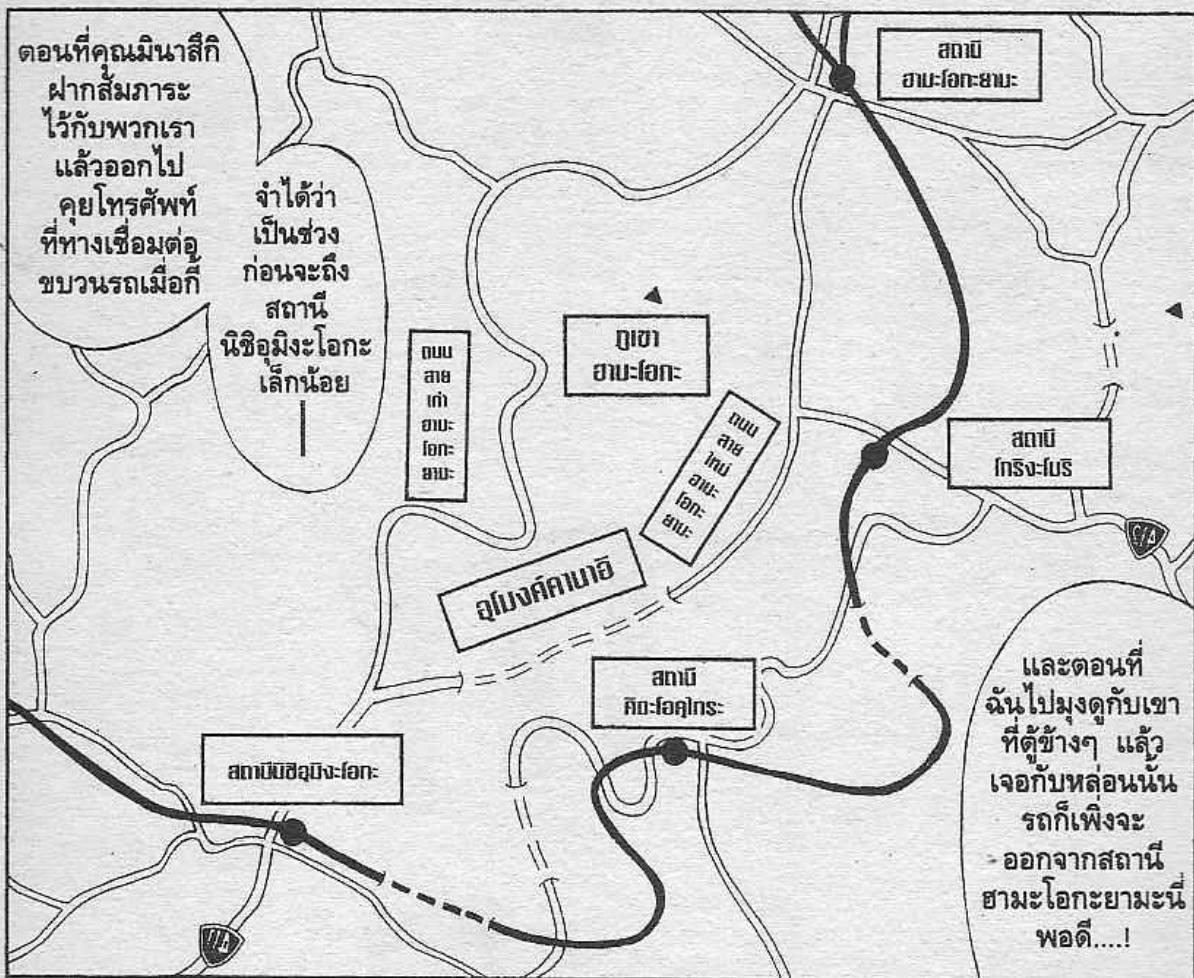 ตอนที่คุณมินาสึกิ
ฝากสัมภาระ
ไว้กับพวกเรา
แล้วออกไป
คุยโทรศัพท์
ที่ทางเชื่อมต่อ
ขบวนรถเมื่อกี้
จำได้ว่า
เป็นช่วง
ก่อนจะถึง
สถานี
นิชิอุมิงะโอกะ
เล็กน้อย
สถานี
ฮามะโอกะยามะ
ภูเขา
ฮามะโอกะ
ถนน
สาย
เก่า
ฮามะ
โอกะ
ยามะ
ถนน
สาย
ใหม่
ฮามะ
โอกะ
ยามะ
สถานี
โกริงะโมริ
อุโมงค์คานาอิ
สถานี
สถานีนิชิอุมิงะโอกะ
และตอนที่
ฉันไปมุงดูกับเขา
ที่ตู้ข้างๆ แล้ว
เจอกับหล่อนนั้น
รถก็เพิ่งจะ
ออกจากสถานี
ฮามะโอกะยามะนี่
พอดี....!